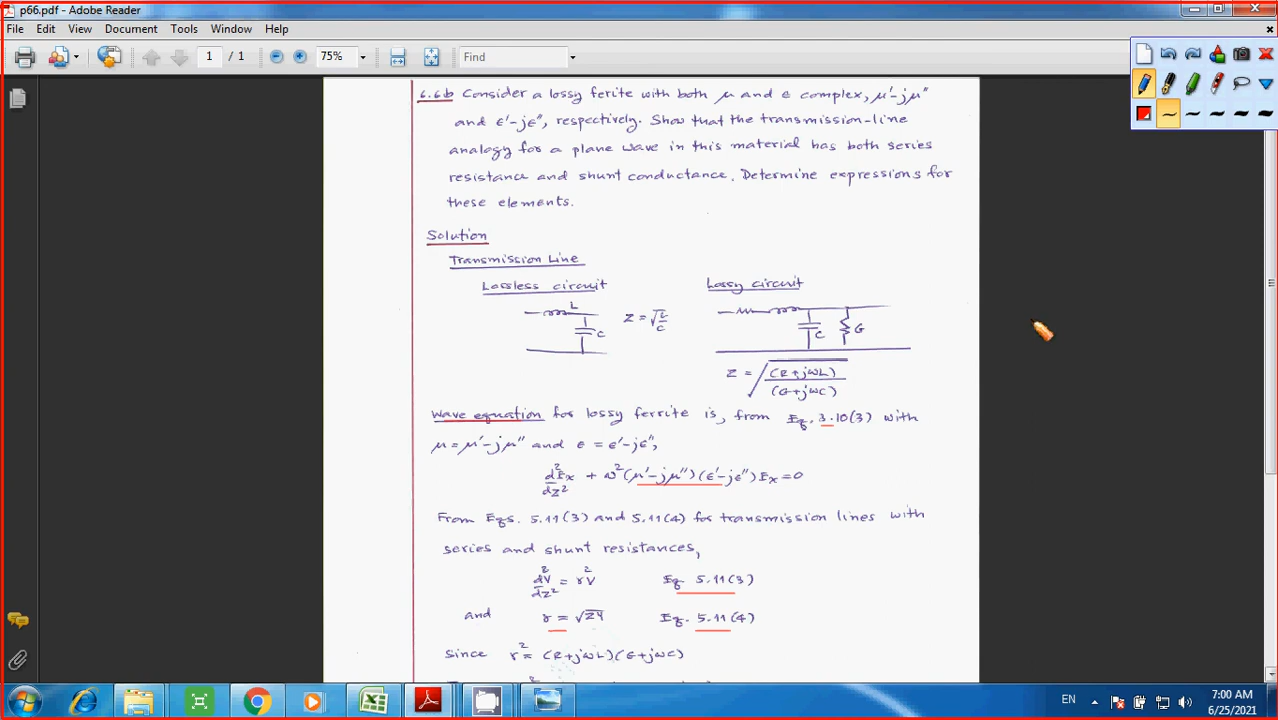 p66.pdf - Adobe Reader
File Edit View Document Tools Window Help
1 / 1 75% Find
6.6b Consider a lossy ferite with both μ and ε complex, μ'-jμ"
and ε'-jε", respectively. Show that the transmission-line
analogy for a plane wave in this material has both series
resistance and shunt conductance. Determine expressions for
these elements.
Solution
Transmission Line
Lossless circuit Lossy circuit
L
C Z = √L/C
C G
Z = √(R+jωL)/(G+jωC)
Wave equation for lossy ferrite is, from Eq. 3.10(3) with
μ = μ'-jμ" and ε = ε'-jε",
d²Ex/dz² + ω²(μ'-jμ")(ε'-jε")Ex = 0
From Eqs. 5.11(3) and 5.11(4) for transmission lines with
series and shunt resistances,
d²V/dz² = γ²V Eq 5.11(3)
and γ = √ZY Eq. 5.11(4)
Since γ² = (R+jωL)(G+jωC)
EN
7:00 AM
6/25/2021